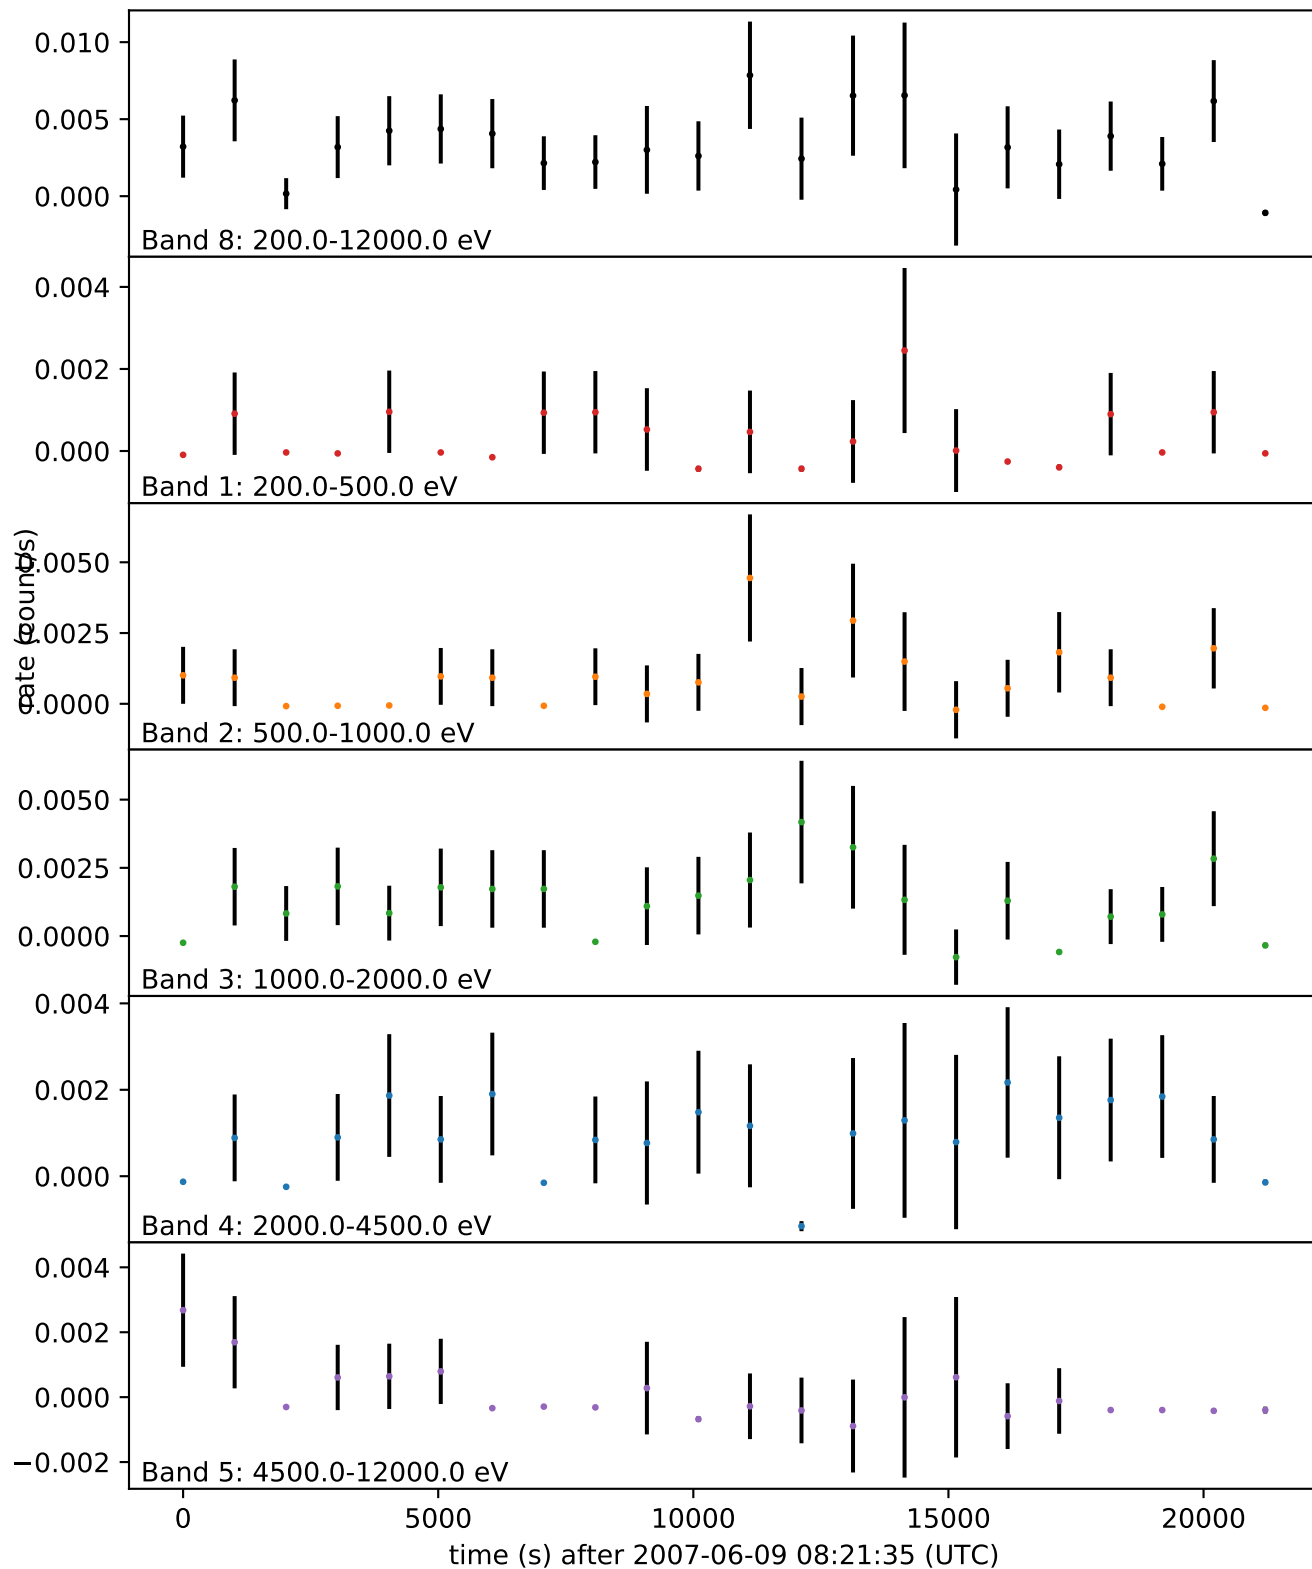 0.010
0.005
0.000
Band 8: 200.0-12000.0 eV
0.004
0.002
0.000
Band 1: 200.0-500.0 eV
rate (count/s)
0.0050
0.0025
0.0000
Band 2: 500.0-1000.0 eV
0.0050
0.0025
0.0000
Band 3: 1000.0-2000.0 eV
0.004
0.002
0.000
Band 4: 2000.0-4500.0 eV
0.004
0.002
0.000
−0.002
Band 5: 4500.0-12000.0 eV
0 5000 10000 15000 20000
time (s) after 2007-06-09 08:21:35 (UTC)